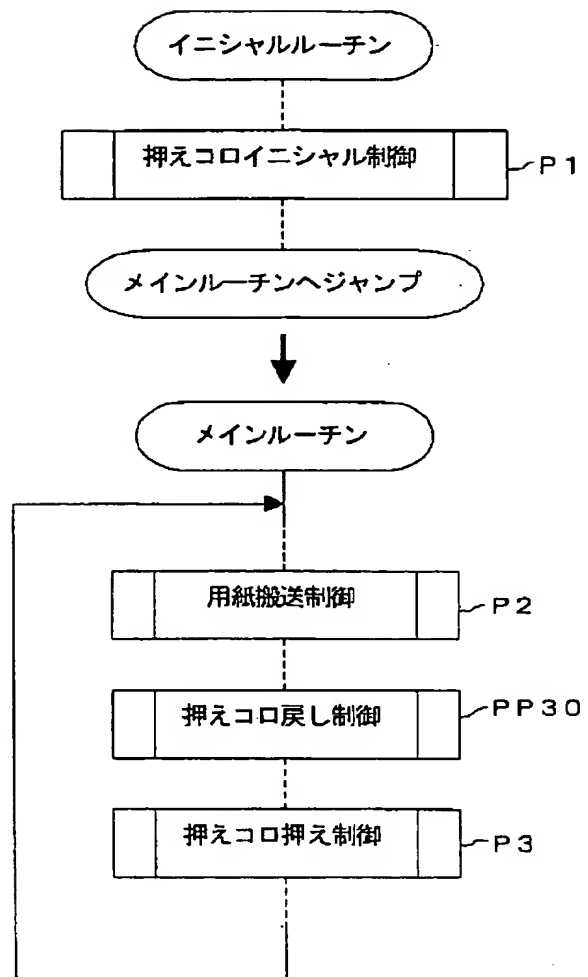 イニシャルルーチン
押えコロイニシャル制御
P1
メインルーチンへジャンプ
メインルーチン
用紙搬送制御
P2
押えコロ戻し制御
PP30
押えコロ押え制御
P3